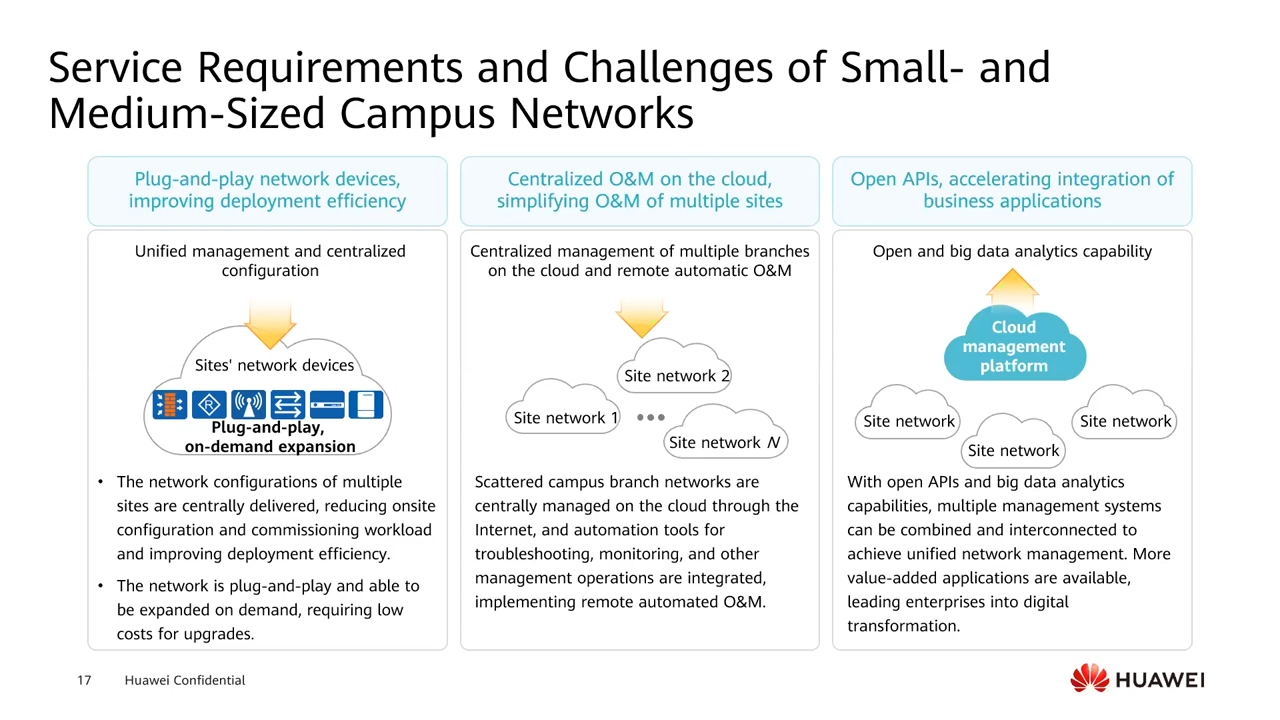 Service Requirements and Challenges of Small- and
Medium-Sized Campus Networks
Plug-and-play network devices,
improving deployment efficiency
Unified management and centralized
configuration
Sites' network devices
R
Plug-and-play,
on-demand expansion
• The network configurations of multiple
sites are centrally delivered, reducing onsite
configuration and commissioning workload
and improving deployment efficiency.
• The network is plug-and-play and able to
be expanded on demand, requiring low
costs for upgrades.
Centralized O&M on the cloud,
simplifying O&M of multiple sites
Centralized management of multiple branches
on the cloud and remote automatic O&M
Site network 2
Site network 1
Site network N
Scattered campus branch networks are
centrally managed on the cloud through the
Internet, and automation tools for
troubleshooting, monitoring, and other
management operations are integrated,
implementing remote automated O&M.
Open APIs, accelerating integration of
business applications
Open and big data analytics capability
Cloud
management
platform
Site network
Site network
Site network
With open APIs and big data analytics
capabilities, multiple management systems
can be combined and interconnected to
achieve unified network management. More
value-added applications are available,
leading enterprises into digital
transformation.
17 Huawei Confidential
HUAWEI